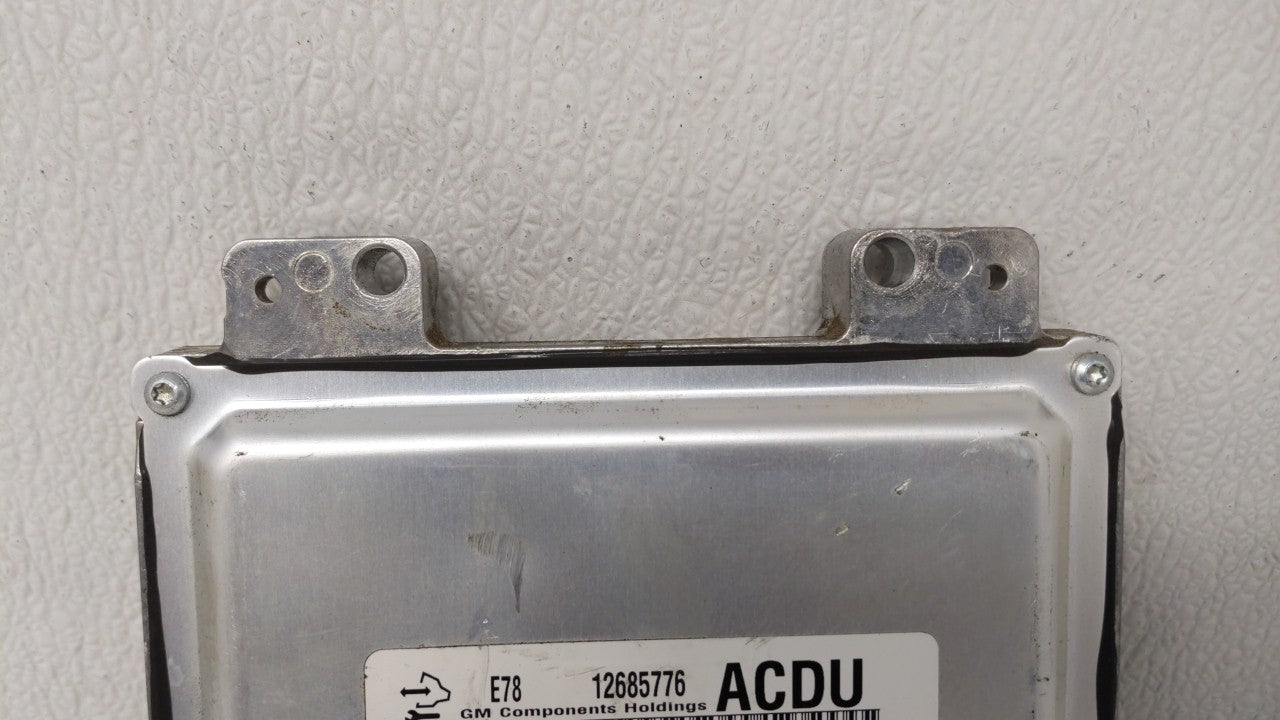 E78 12685776 ACDU
GM Components Holdings